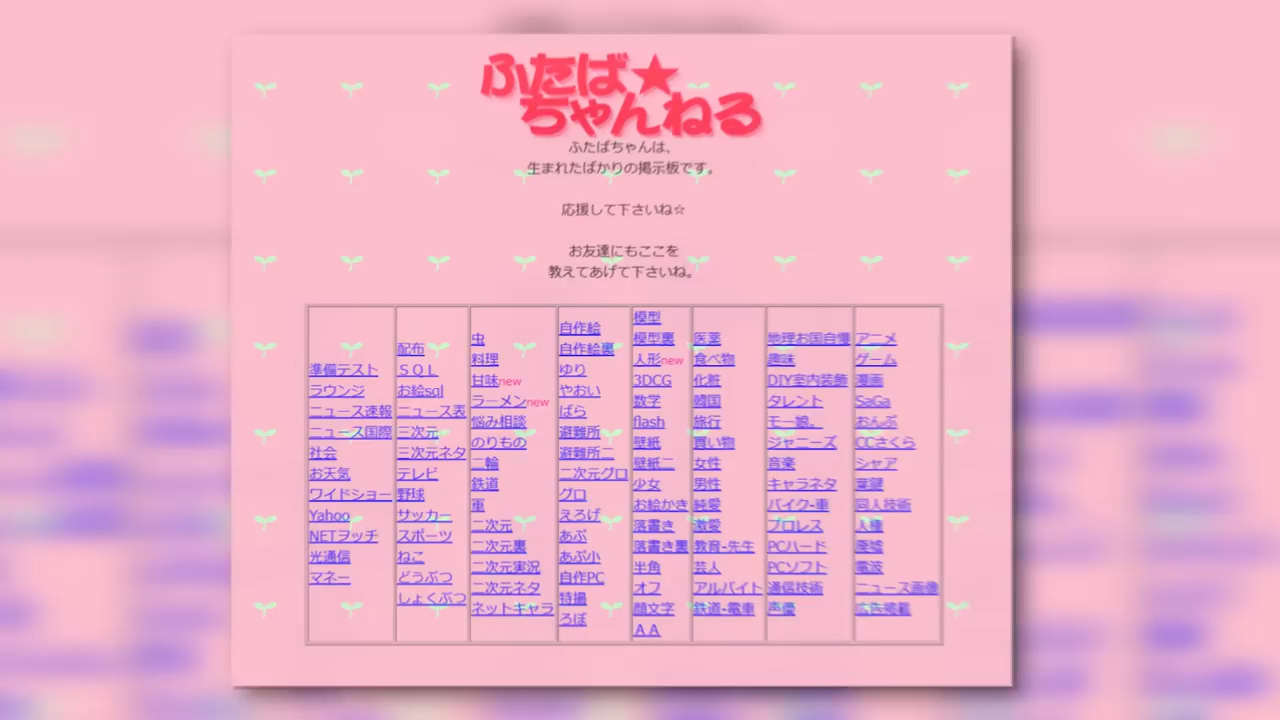 ふたば★
ちゃんねる
ふたばちゃんは、
生まれたばかりの掲示板です。
応援して下さいね☆
お友達にもここを
教えてあげて下さいね。
準備テスト
ラウンジ
ニュース速報
ニュース国際
社会
お天気
ワイドショー
Yahoo
NETヲッチ
光通信
マネー
配布
ＳＱＬ
お絵sql
ニュース表
三次元
三次元ネタ
テレビ
野球
サッカー
スポーツ
ねこ
どうぶつ
しょくぶつ
虫
料理
甘味new
ラーメンnew
悩み相談
のりもの
二輪
鉄道
軍
二次元
二次元裏
二次元実況
二次元ネタ
ネットキャラ
自作絵
自作絵裏
ゆり
やおい
ばら
避難所
避難所二
二次元グロ
グロ
えろげ
あぷ
あぷ小
自作PC
特撮
ろぼ
模型
模型裏
人形new
3DCG
数学
flash
壁紙
壁紙二
少女
お絵かき
落書き
落書き裏
半角
オフ
顔文字
ＡＡ
医薬
食べ物
化粧
韓国
旅行
買い物
女性
男性
純愛
激愛
教育-先生
芸人
アルバイト
鉄道-電車
地理お国自慢
趣味
DIY室内装飾
タレント
モー娘。
ジャニーズ
音楽
キャラネタ
バイク-車
プロレス
PCハード
PCソフト
通信技術
声優
アニメ
ゲーム
漫画
SaGa
おんぷ
CCさくら
シャア
葉鍵
同人技術
人権
廃墟
電波
ニュース画像
広告掲載